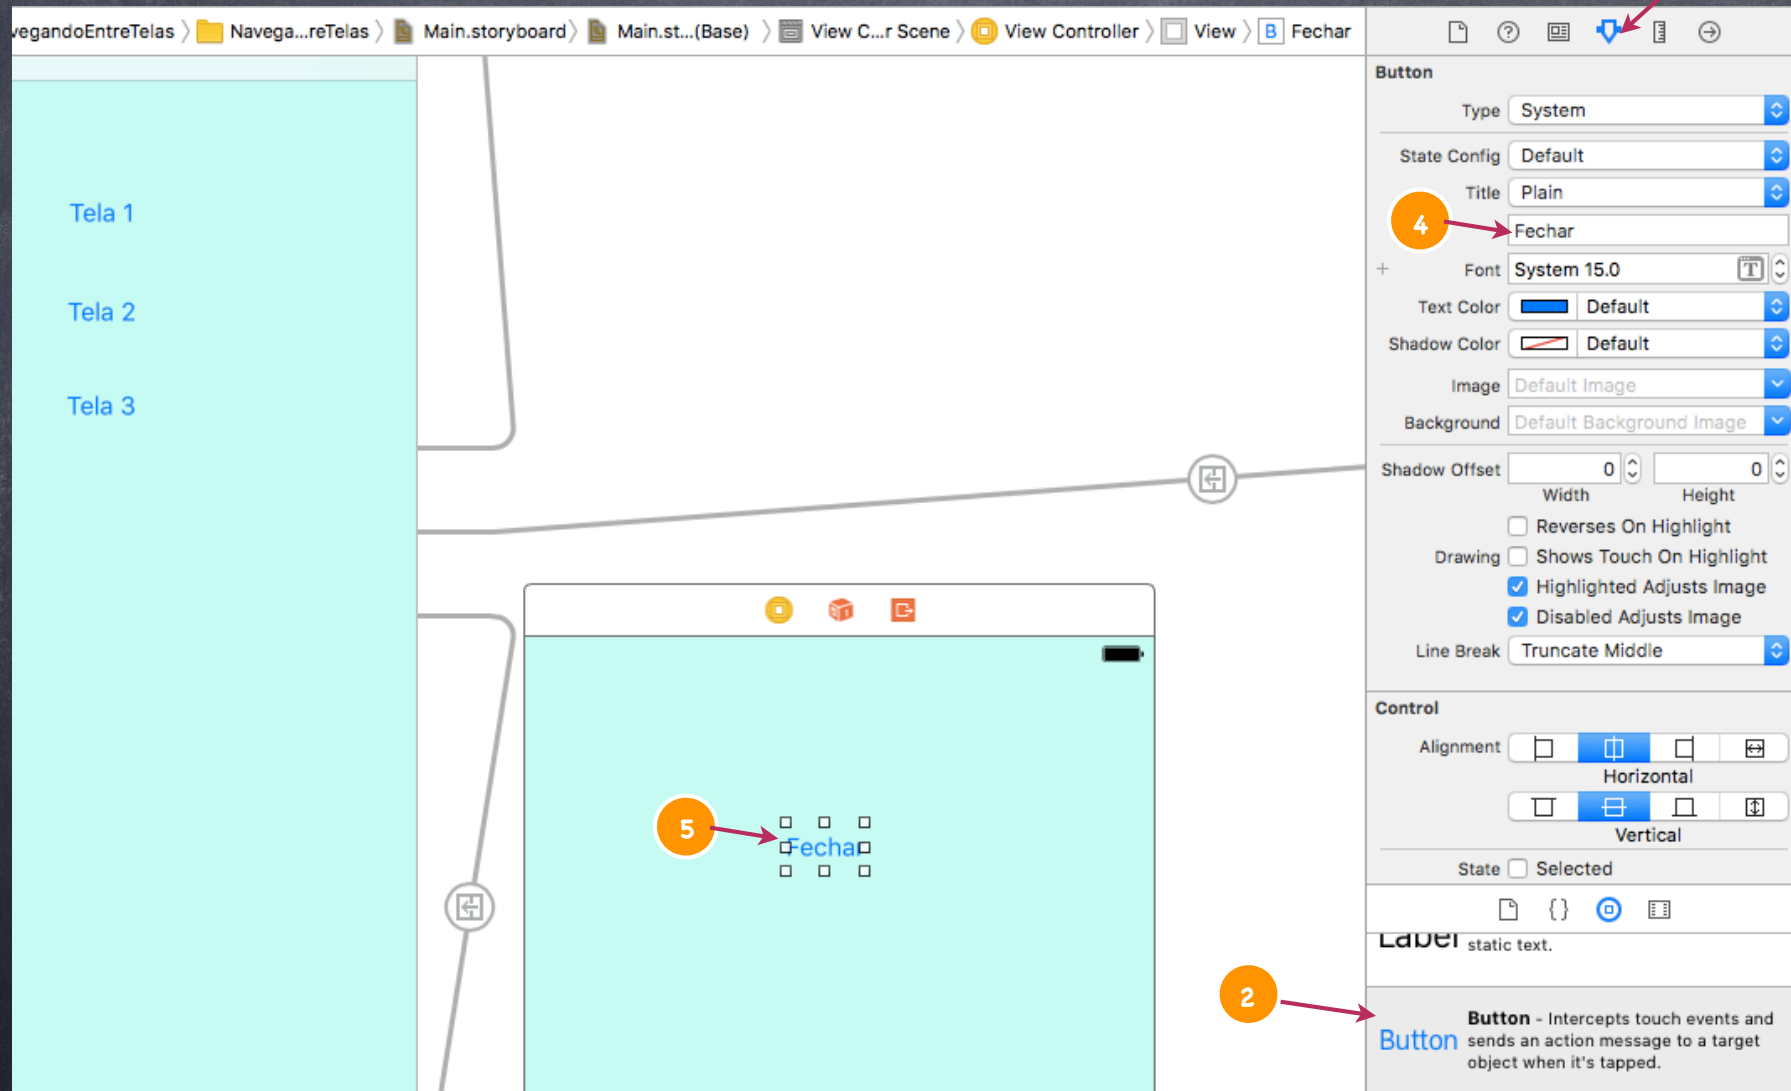 vegandoEntreTelas
Navega...reTelas
Main.storyboard
Main.st...(Base)
View C...r Scene
View Controller
View
B Fechar
Button
Type System
State Config Default
Title Plain
4
Fechar
Font System 15.0
Text Color Default
Shadow Color Default
Image Default Image
Background Default Background Image
Shadow Offset 0 0
Width Height
Reverses On Highlight
Drawing Shows Touch On Highlight
Highlighted Adjusts Image
Disabled Adjusts Image
Line Break Truncate Middle
Control
Alignment
Horizontal
Vertical
State Selected
{}
Label static text.
2
Button
Button - Intercepts touch events and
sends an action message to a target
object when it's tapped.
Tela 1
Tela 2
Tela 3
5
Fechar